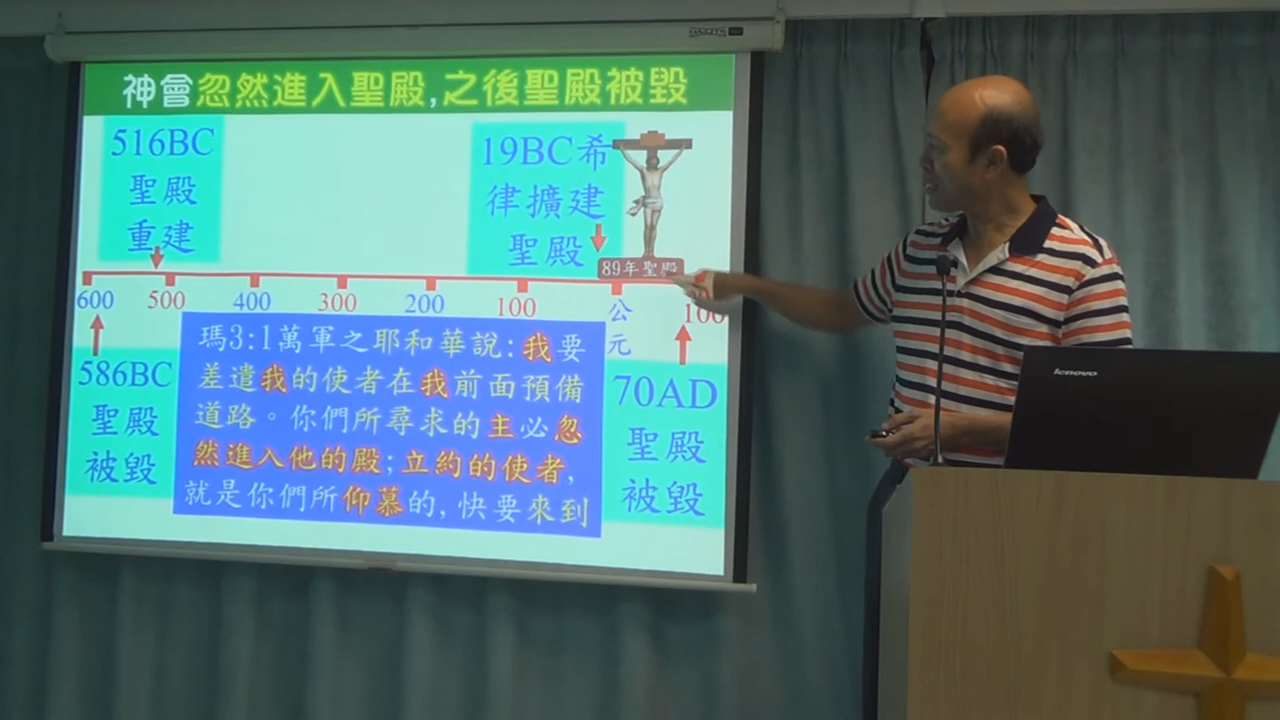 神會忽然進入聖殿,之後聖殿被毀
516BC
聖殿
重建
19BC希
律擴建
聖殿
89年聖殿
600 500 400 300 200 100 公元 100
586BC
聖殿
被毀
瑪3:1萬軍之耶和華說:我要
差遣我的使者在我前面預備
道路。你們所尋求的主必忽
然進入他的殿;立約的使者,
就是你們所仰慕的,快要來到
70AD
聖殿
被毀
lenovo